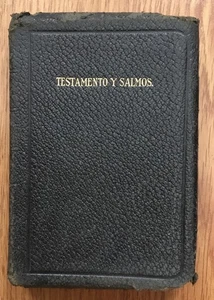 TESTAMENTO Y SALMOS.